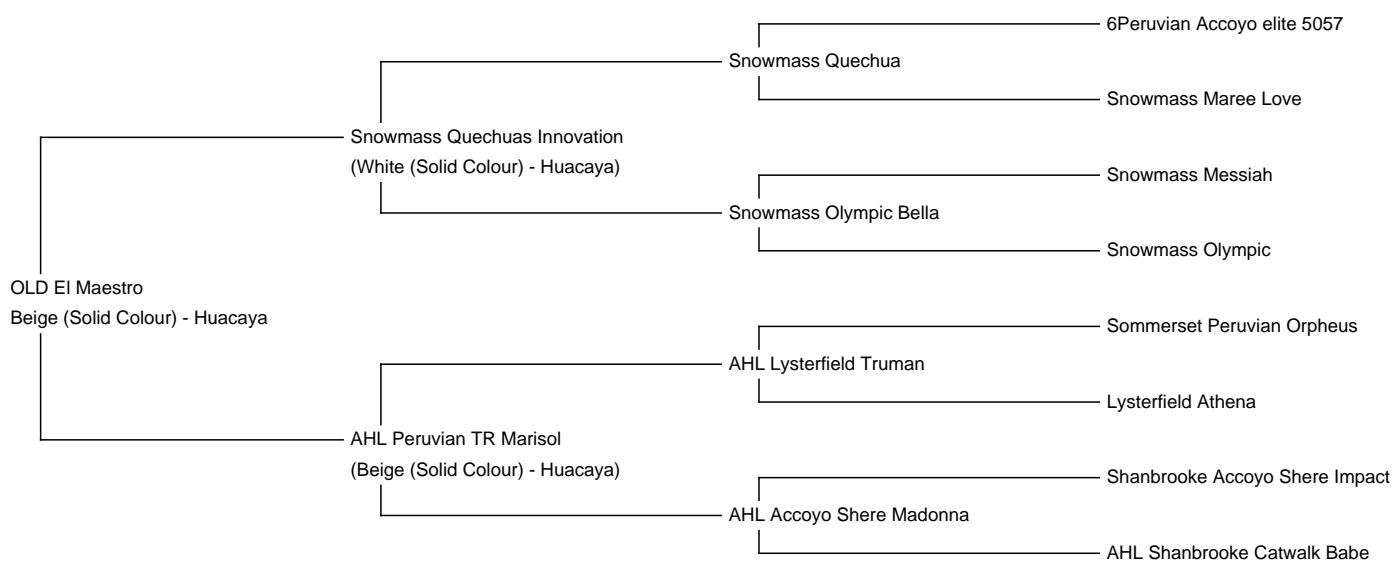 6Peruvian Accoyo elite 5057
Snowmass Quechua
Snowmass Maree Love
Snowmass Quechuas Innovation
(White (Solid Colour) - Huacaya)
Snowmass Messiah
Snowmass Olympic Bella
Snowmass Olympic
OLD El Maestro
Beige (Solid Colour) - Huacaya
Sommerset Peruvian Orpheus
AHL Lysterfield Truman
Lysterfield Athena
AHL Peruvian TR Marisol
(Beige (Solid Colour) - Huacaya)
Shanbrooke Accoyo Shere Impact
AHL Accoyo Shere Madonna
AHL Shanbrooke Catwalk Babe